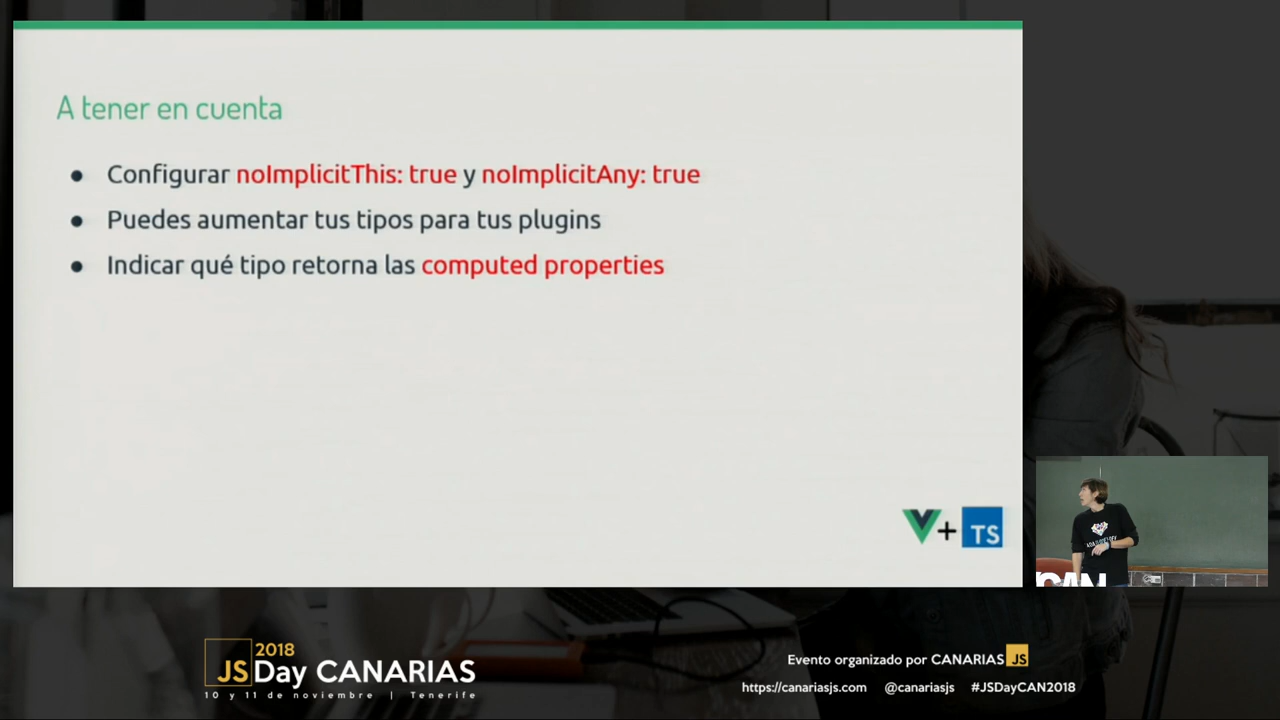 A tener en cuenta
● Configurar noImplicitThis: true y noImplicitAny: true
● Puedes aumentar tus tipos para tus plugins
● Indicar qué tipo retorna las computed properties
+ TS
CAN
2018
JSDay CANARIAS
10 y 11 de noviembre | Tenerife
Evento organizado por CANARIAS JS
https://canariasjs.com @canariasjs #JSDayCAN2018